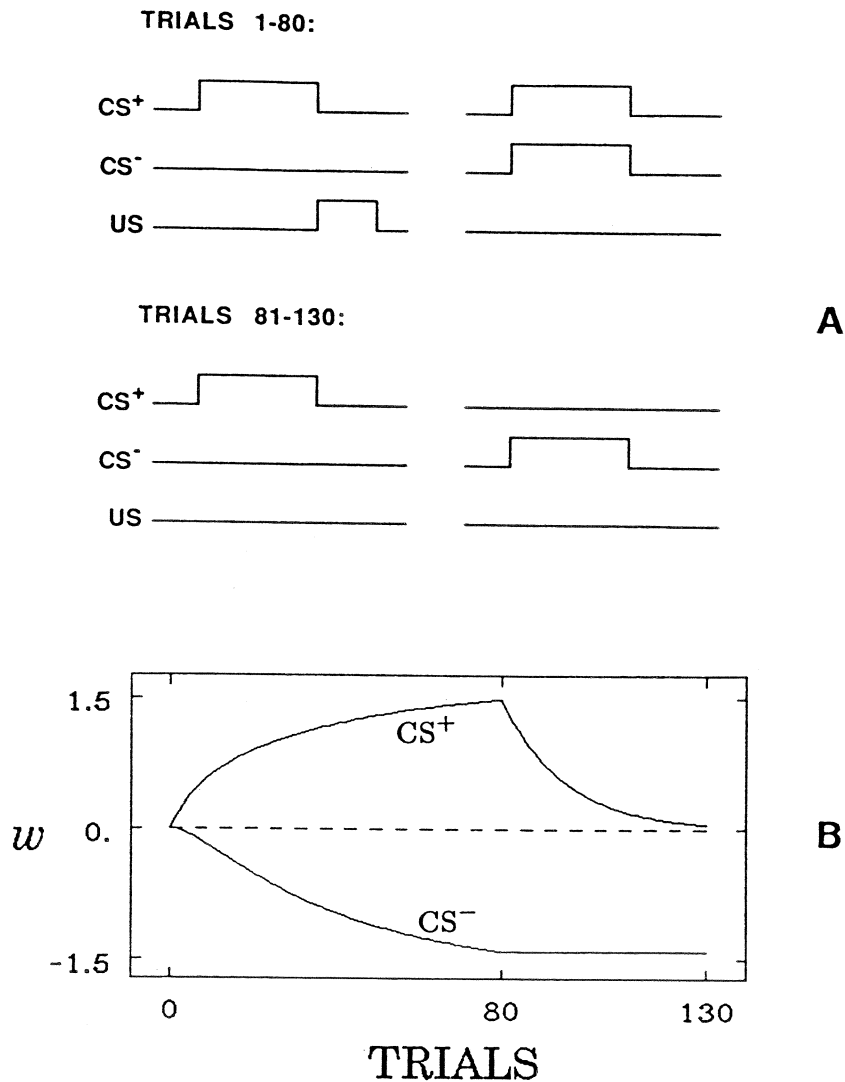 TRIALS 1-80:
CS+
CS-
US
TRIALS 81-130:
A
CS+
CS-
US
1.5
CS+
w
0.
B
CS−
-1.5
0 80 130
TRIALS